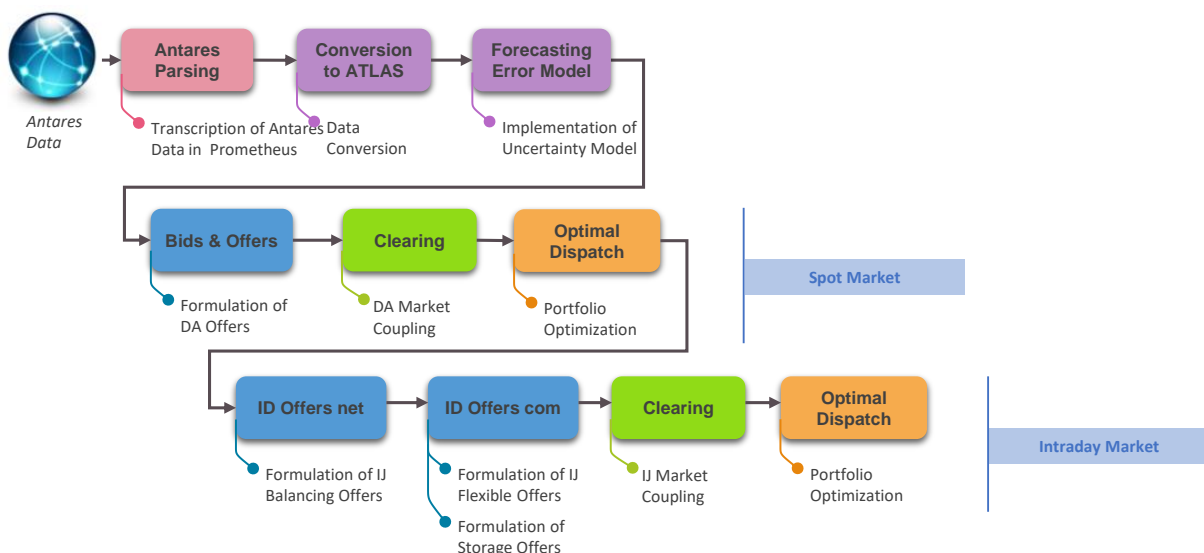 Antares
Data
Antares
Parsing
Transcription of Antares
Data in Prometheus
Conversion
to ATLAS
Data
Conversion
Forecasting
Error Model
Implementation of
Uncertainty Model
Bids & Offers
Formulation of
DA Offers
Clearing
DA Market
Coupling
Optimal
Dispatch
Portfolio
Optimization
Spot Market
ID Offers net
Formulation of IJ
Balancing Offers
ID Offers com
Formulation of IJ
Flexible Offers
Formulation of
Storage Offers
Clearing
IJ Market
Coupling
Optimal
Dispatch
Portfolio
Optimization
Intraday Market